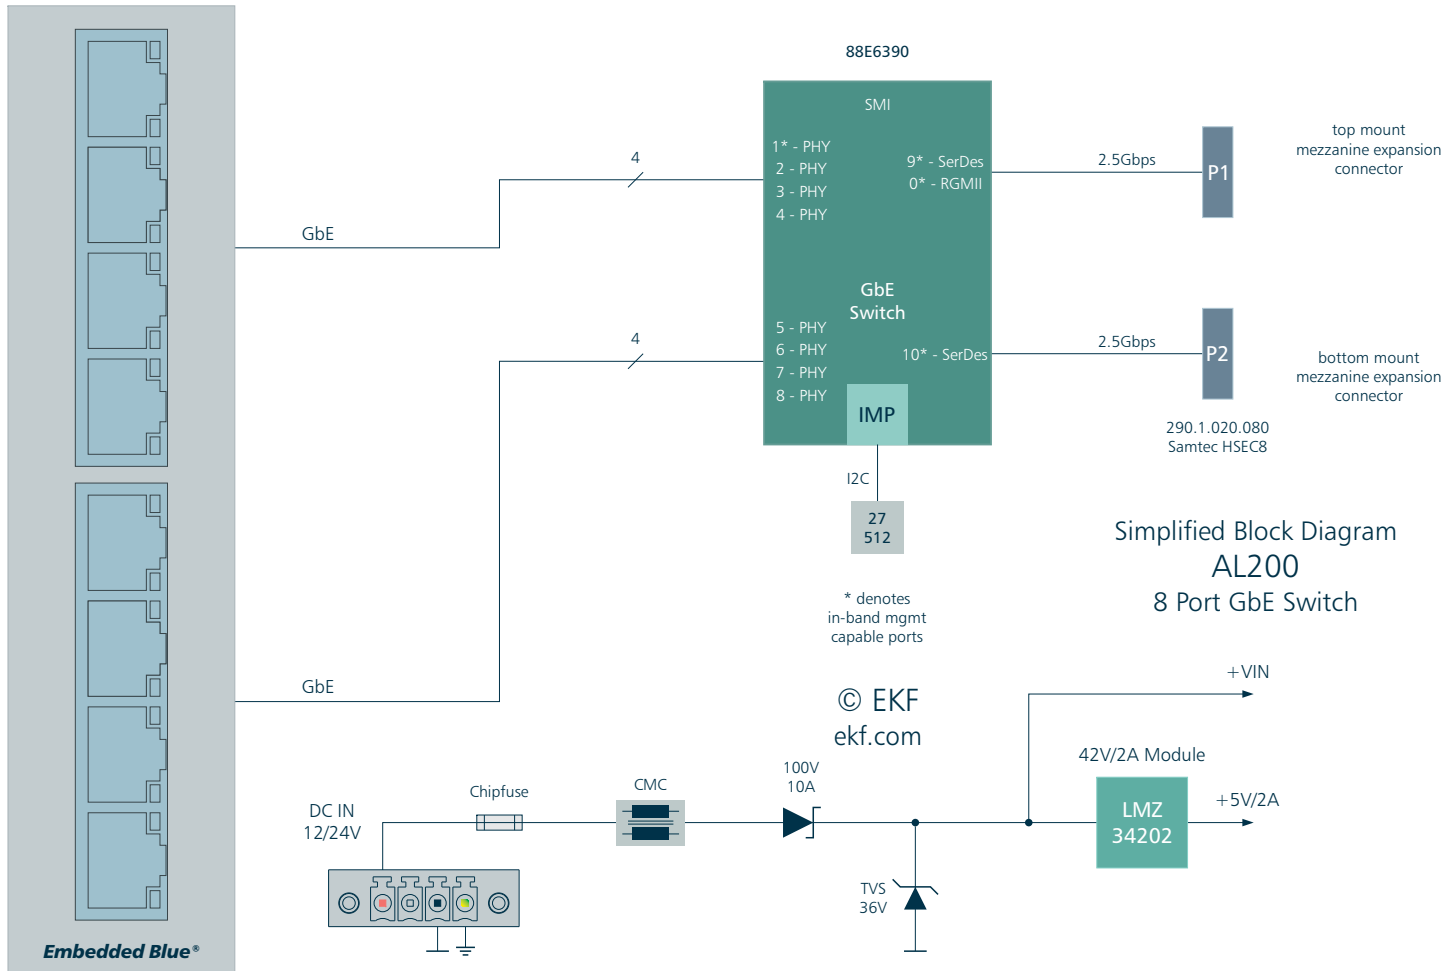 88E6390
SMI
1* - PHY
2 - PHY
3 - PHY
4 - PHY
9* - SerDes
0* - RGMII
GbE
Switch
5 - PHY
6 - PHY
7 - PHY
8 - PHY
10* - SerDes
IMP
4
GbE
4
GbE
2.5Gbps
P1
top mount
mezzanine expansion
connector
2.5Gbps
P2
bottom mount
mezzanine expansion
connector
290.1.020.080
Samtec HSEC8
I2C
27
512
* denotes
in-band mgmt
capable ports
Simplified Block Diagram
AL200
8 Port GbE Switch
© EKF
ekf.com
+VIN
42V/2A Module
LMZ
34202
+5V/2A
100V
10A
CMC
Chipfuse
DC IN
12/24V
TVS
36V
Embedded Blue®